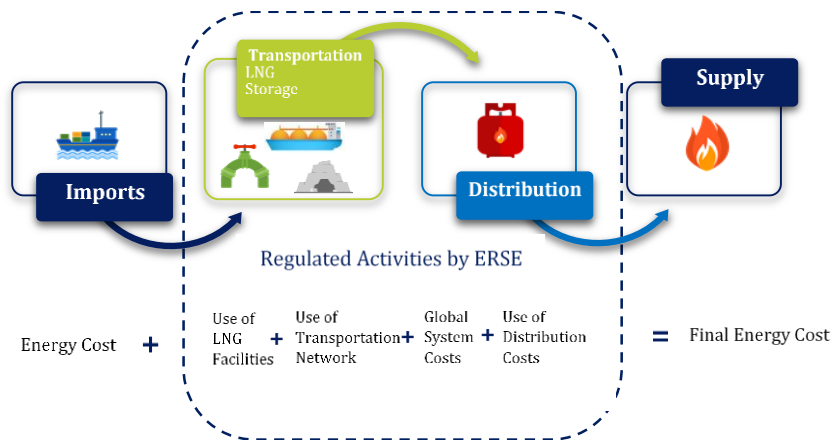 Transportation
LNG
Storage
Supply
Imports
Distribution
Regulated Activities by ERSE
Energy Cost
+
Use of
LNG
Facilities
+
Use of
Transportation
Network
+
Global
System
Costs
+
Use of
Distribution
Costs
=
Final Energy Cost